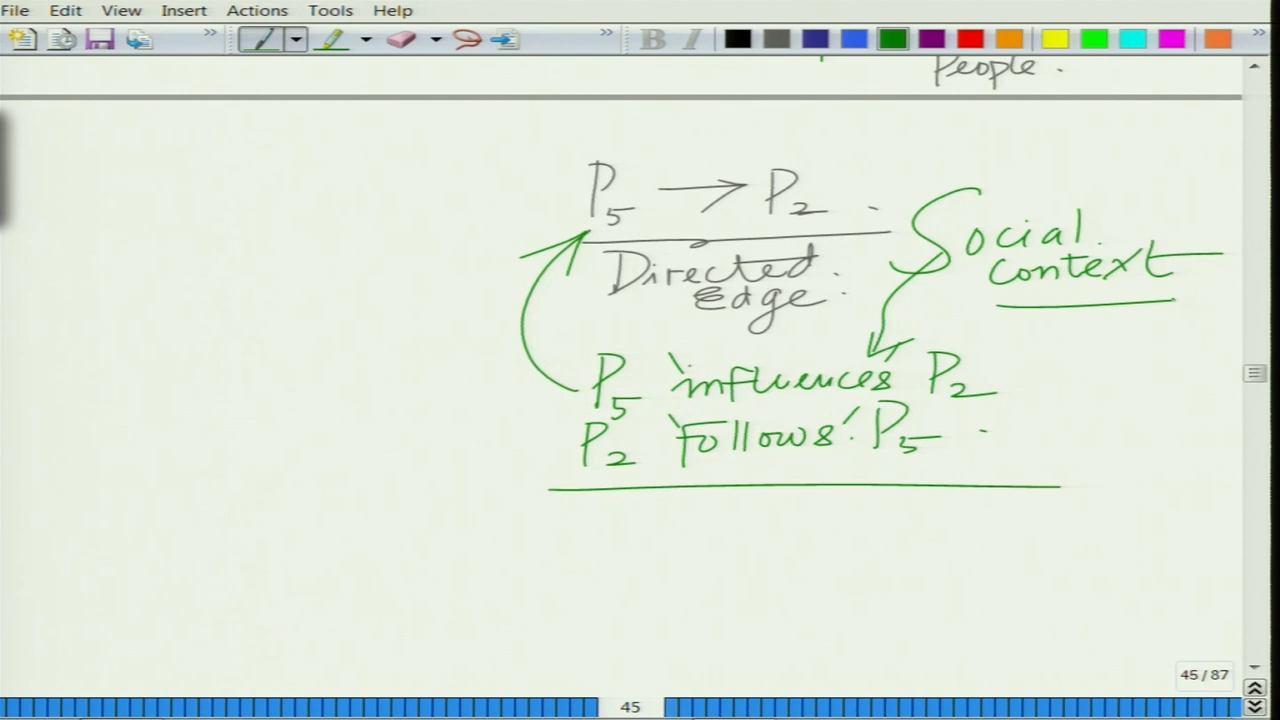 File Edit View Insert Actions Tools Help
B I
People.
P5 → P2.
Directed
Edge.
Social
context
P5 'influences' P2
P2 'follows'. P5.
45 / 87
45